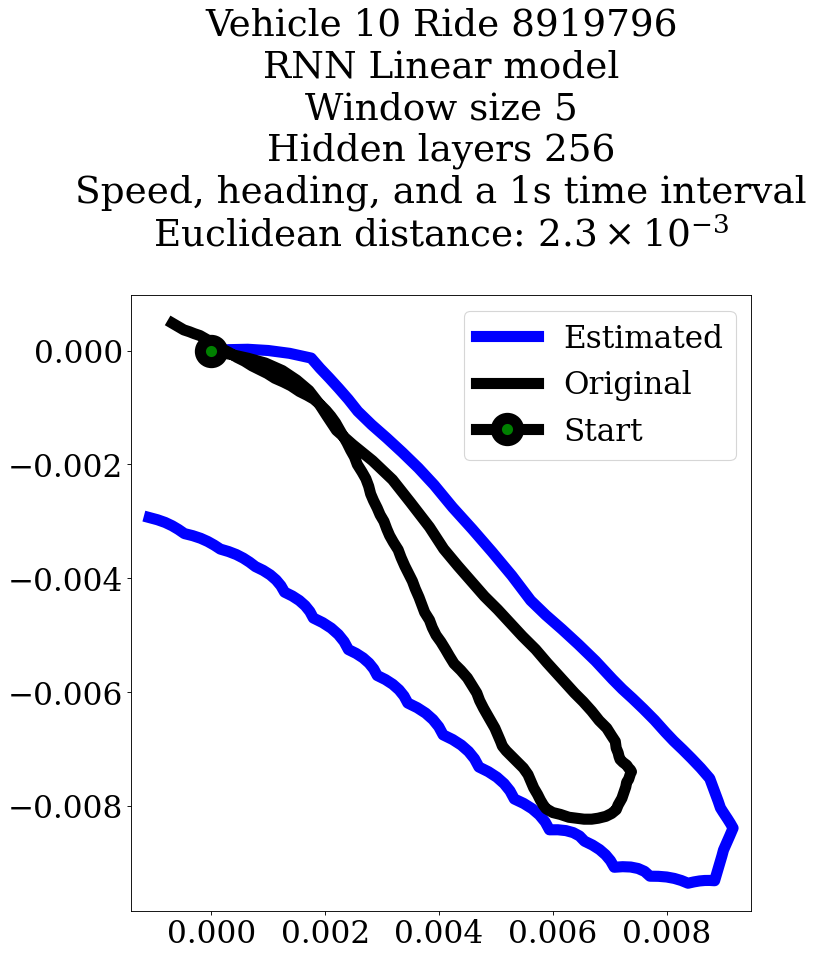 Vehicle 10 Ride 8919796
RNN Linear model
Window size 5
Hidden layers 256
Speed, heading, and a 1s time interval
Euclidean distance: 2.3 × 10⁻³
Estimated
Original
Start
0.000
−0.002
−0.004
−0.006
−0.008
0.000 0.002 0.004 0.006 0.008